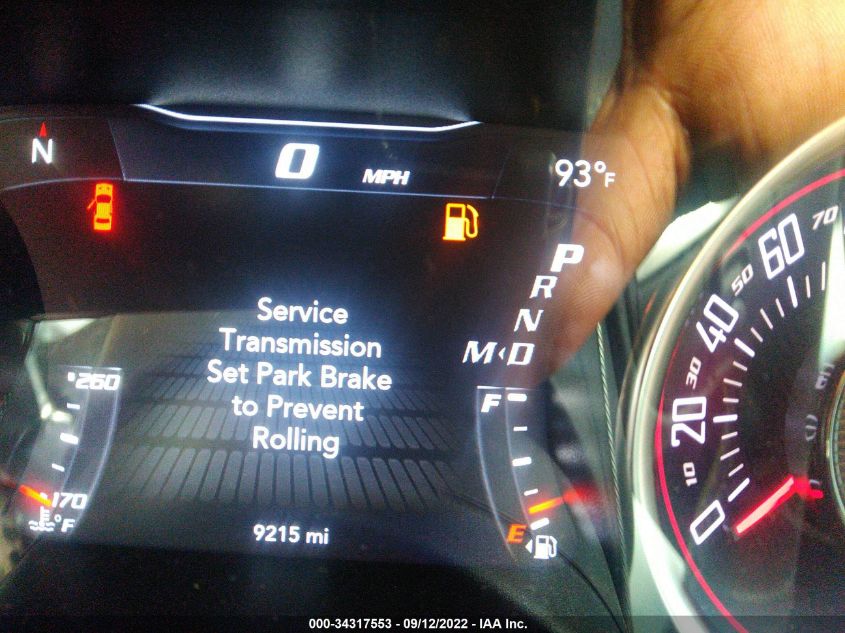 N
0 MPH
93°F
P
R
N
M D
Service
Transmission
Set Park Brake
to Prevent
Rolling
260
170
°F
F
E
9215 mi
0
10
20
30
40
50
60
70
000-34317553 - 09/12/2022 - IAA Inc.